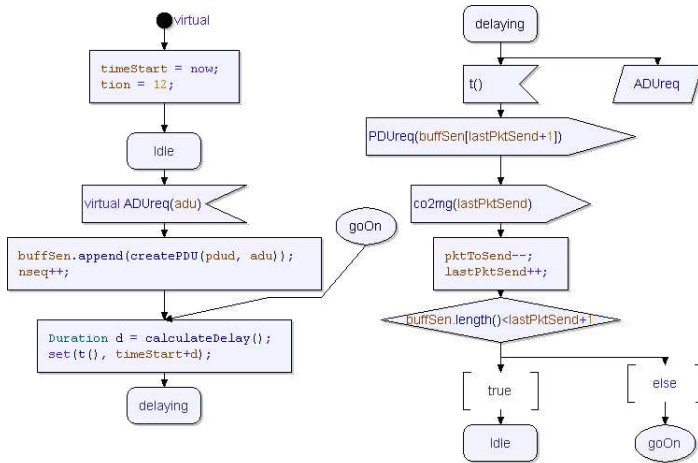 virtual
timeStart = now;
tion = 12;
Idle
virtual ADUreq(adu)
goOn
buffSen.append(createPDU(pdud, adu));
nseq++;
Duration d = calculateDelay();
set(t(), timeStart+d);
delaying
delaying
t()
ADUreq
PDUreq(buffSen[lastPktSend+1])
co2mg(lastPktSend)
pktToSend--;
lastPktSend++;
buffSen.length()<lastPktSend+1
true
else
Idle
goOn